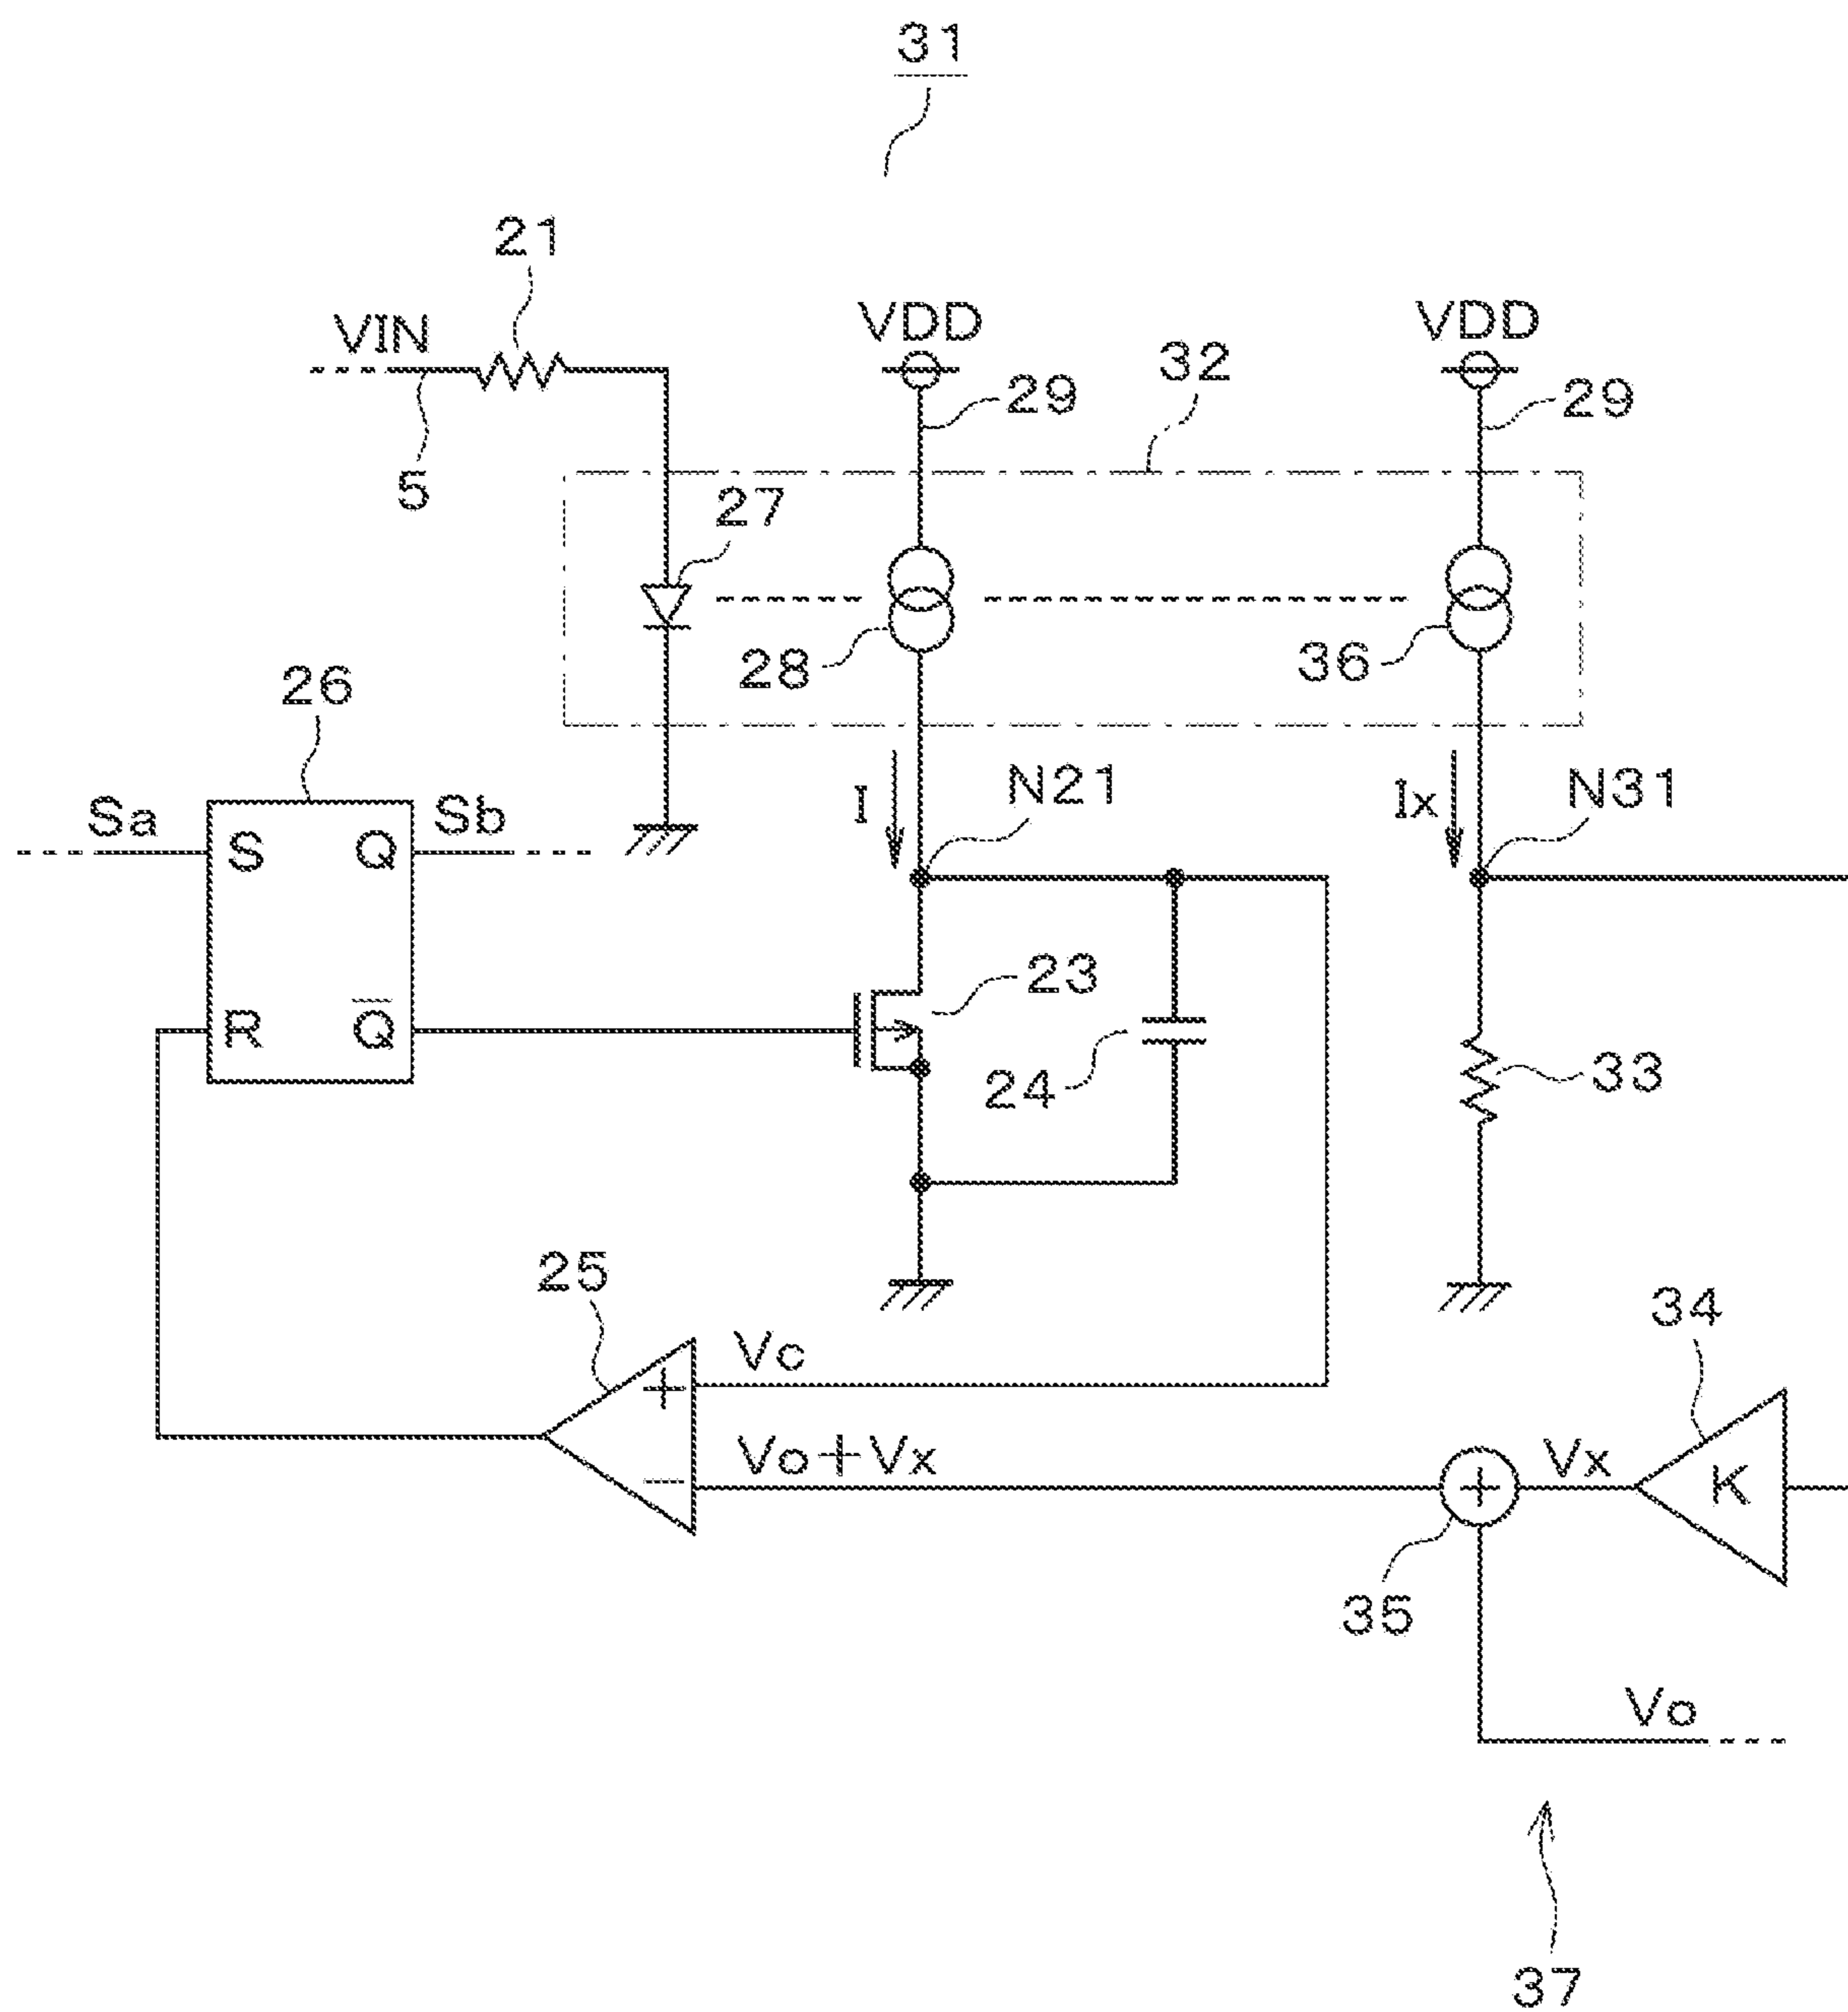 31
21
VIN
VDD
VDD
32
29
29
5
27
28
36
26
Sa
Sb
I
N21
Ix
N31
S Q
R Q̅
23
24
33
25
34
Vc
+
Vo+Vx
−
+
Vx
K
35
Vo
37